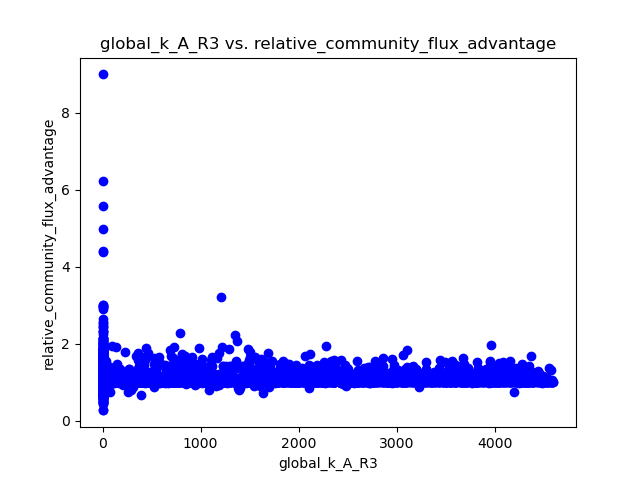 global_k_A_R3 vs. relative_community_flux_advantage
relative_community_flux_advantage
8
6
4
2
0
0 1000 2000 3000 4000
global_k_A_R3